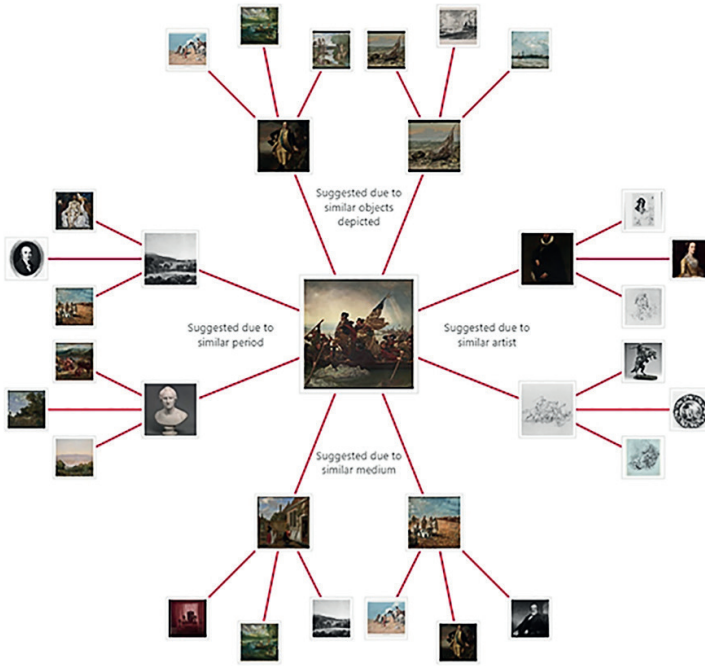 Suggested due to
similar objects
depicted
Suggested due to
similar period
Suggested due to
similar artist
Suggested due to
similar medium